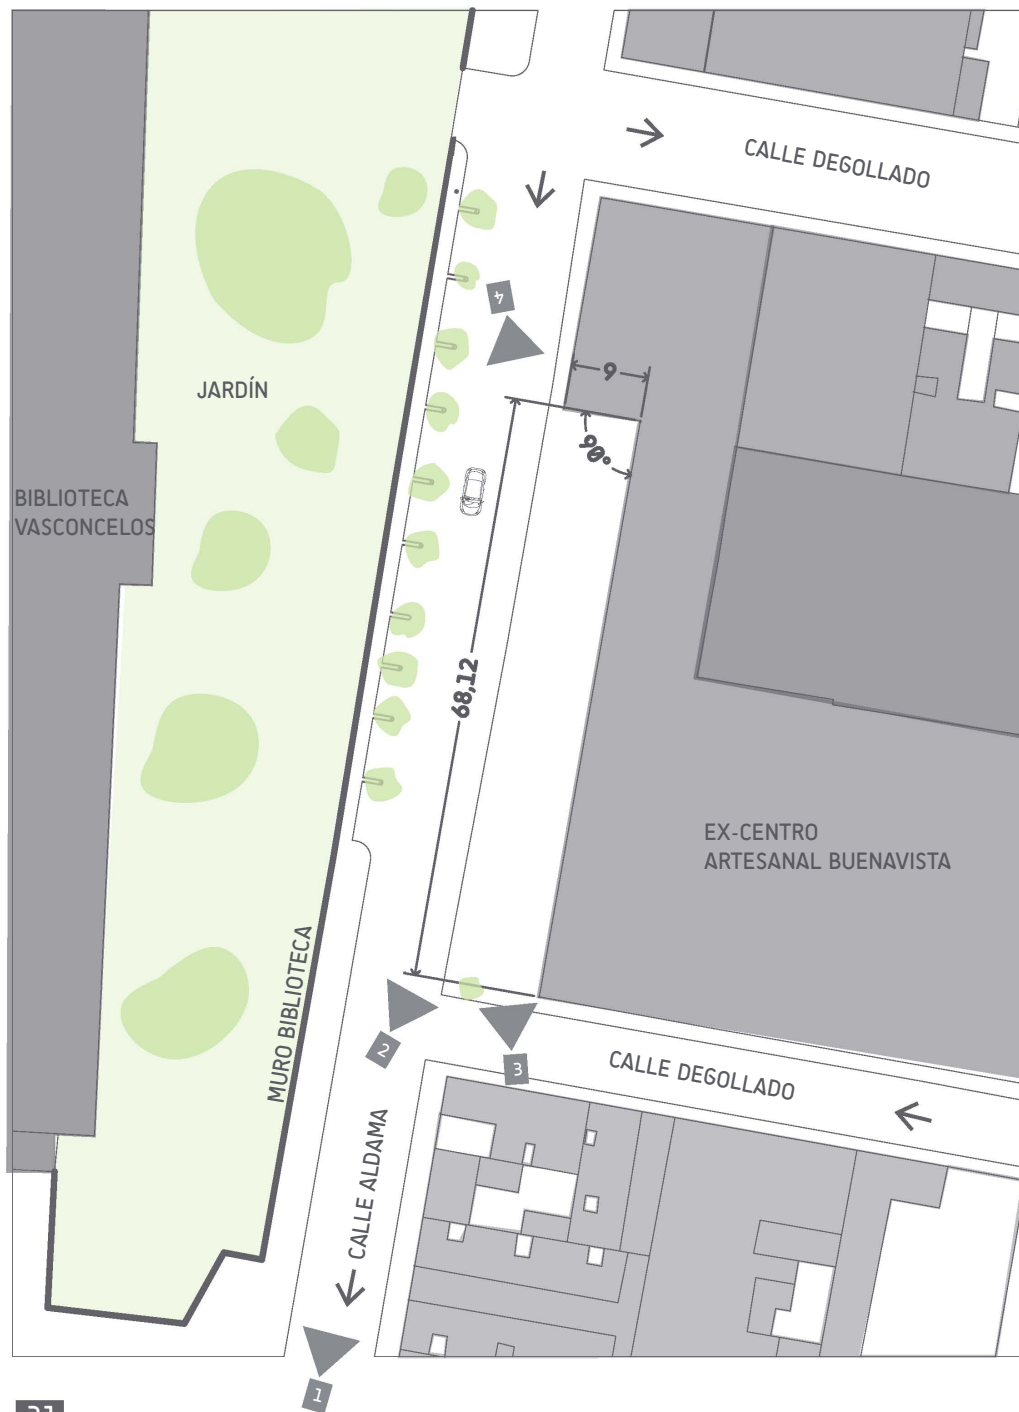 CALLE DEGOLLADO
4
JARDÍN
9
90°
BIBLIOTECA
VASCONCELOS
68,12
EX-CENTRO
ARTESANAL BUENAVISTA
MURO BIBLIOTECA
2
3
CALLE DEGOLLADO
CALLE ALDAMA
1